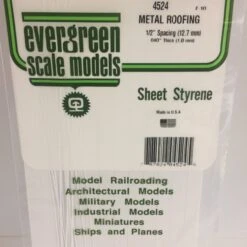 4524
METAL ROOFING
1/2" Spacing (12.7 mm)
.040" Thick (1.0 mm)
evergreen
scale models
Sheet Styrene
Made in U.S.A
Model Railroading
Architectural Models
Military Models
Industrial Models
Miniatures
Ships and Planes